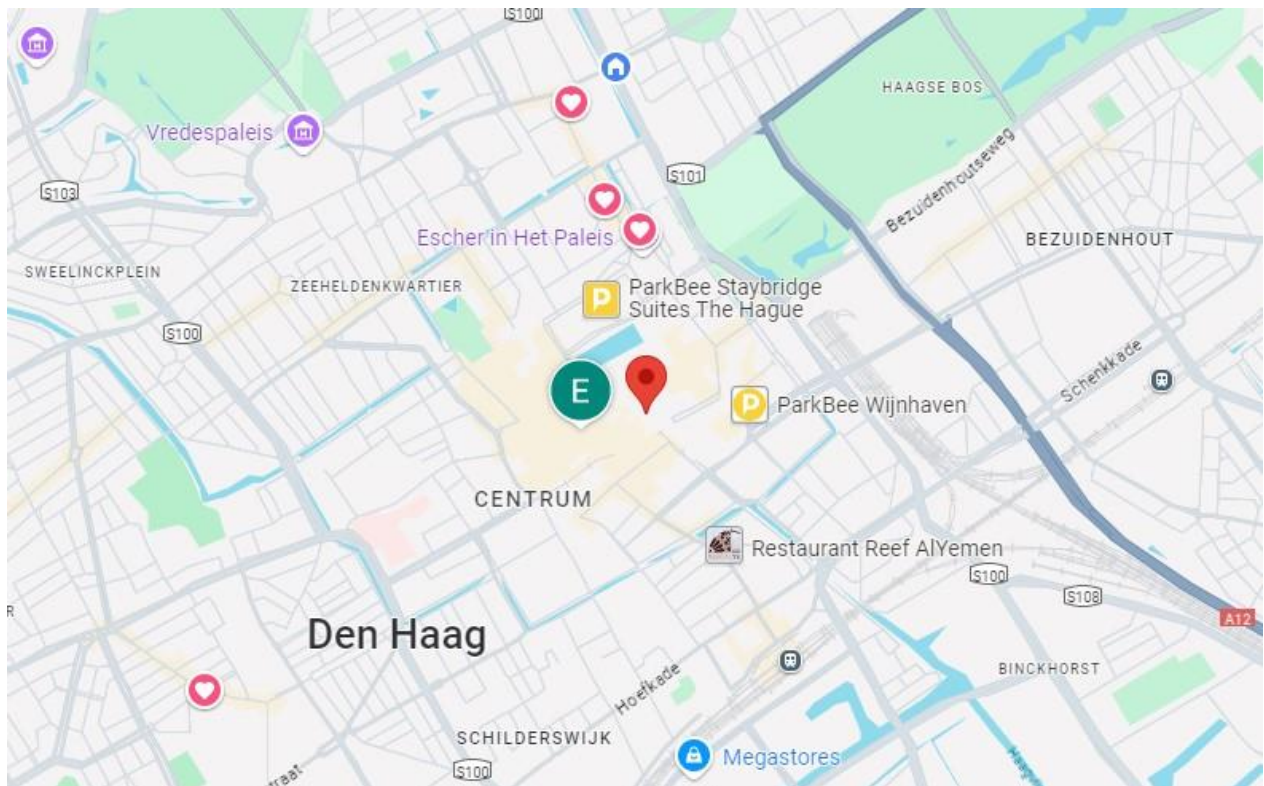 S100
HAAGSE BOS
Vredespaleis
S101
S103
Bezuidenhoutseweg
Escher in Het Paleis
BEZUIDENHOUT
SWEELINCKPLEIN
ZEEHELDENKWARTIER
P
ParkBee Staybridge
Suites The Hague
S100
Schenkkade
E
P
ParkBee Wijnhaven
CENTRUM
Restaurant Reef AlYemen
S100
S108
R
A12
Den Haag
BINCKHORST
Hoefkade
SCHILDERSWIJK
Megastores
S100
traat